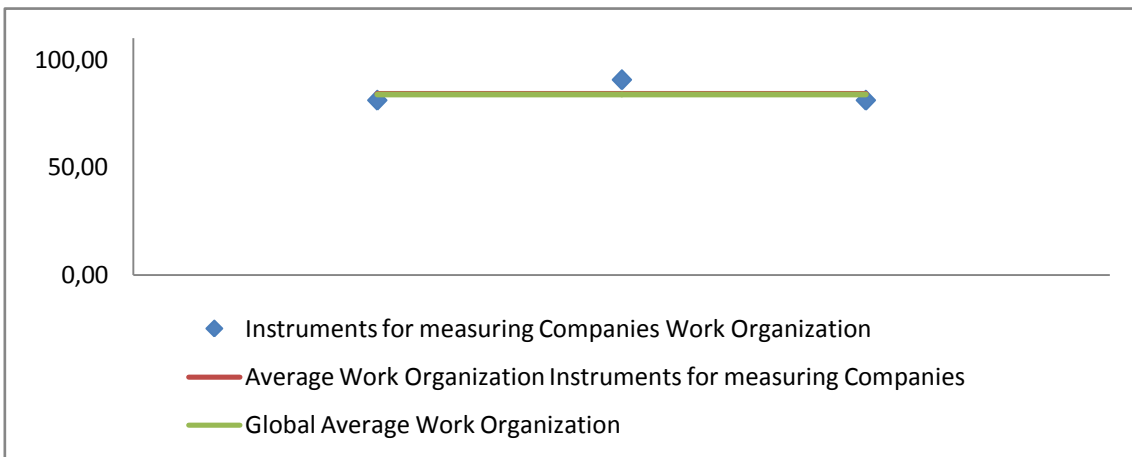 100,00
50,00
0,00
Instruments for measuring Companies Work Organization
Average Work Organization Instruments for measuring Companies
Global Average Work Organization